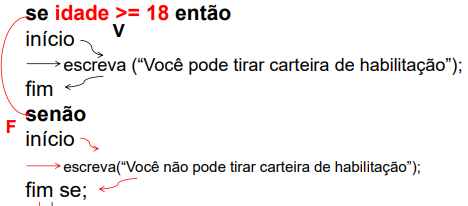 se idade >= 18 então
início V
escreva (“Você pode tirar carteira de habilitação”);
fim
senão
F
início
escreva(“Você não pode tirar carteira de habilitação”);
fim se;